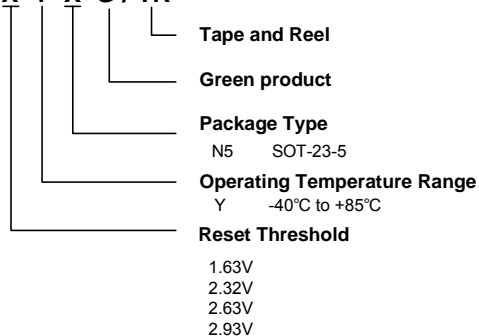 Tape and Reel
Green product
Package Type
N5 SOT-23-5
Operating Temperature Range
Y -40℃ to +85℃
Reset Threshold
1.63V
2.32V
2.63V
2.93V